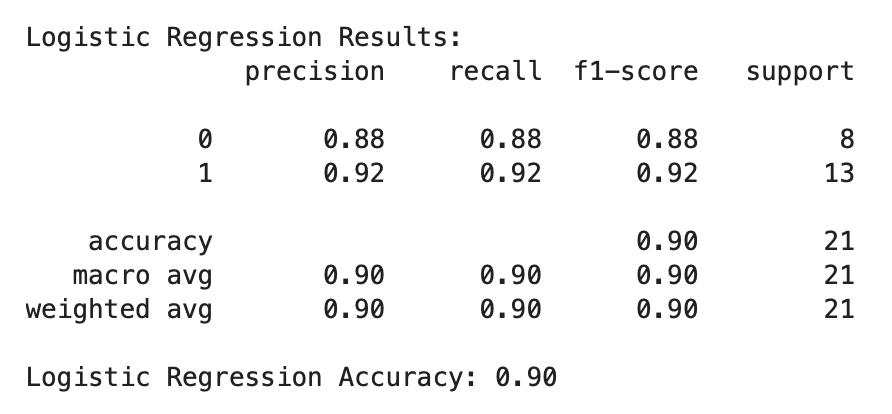 Logistic Regression Results:
precision recall f1-score support
0 0.88 0.88 0.88 8
1 0.92 0.92 0.92 13
accuracy 0.90 21
macro avg 0.90 0.90 0.90 21
weighted avg 0.90 0.90 0.90 21
Logistic Regression Accuracy: 0.90